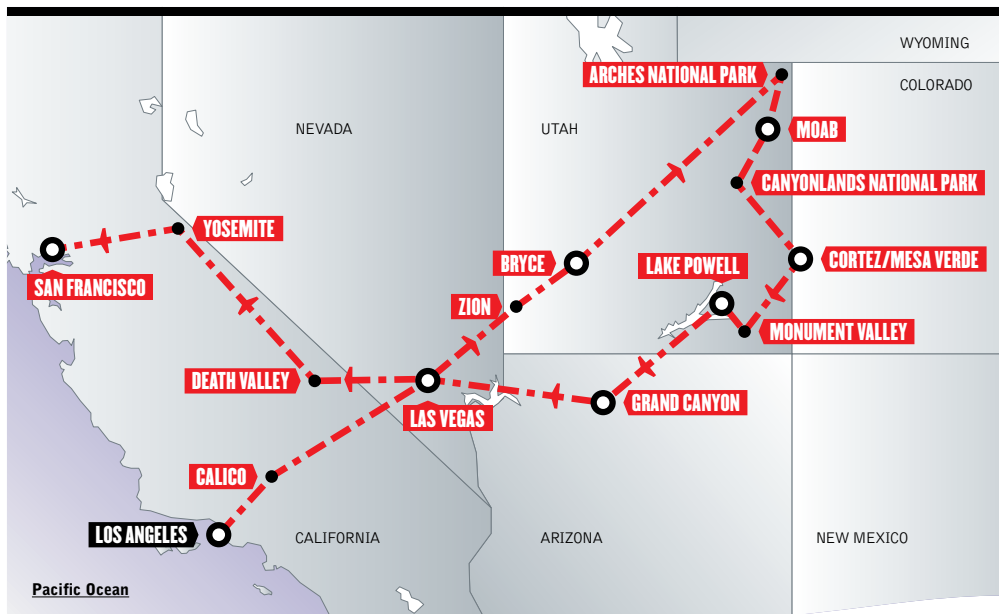 WYOMING
ARCHES NATIONAL PARK
COLORADO
NEVADA
UTAH
MOAB
CANYONLANDS NATIONAL PARK
YOSEMITE
BRYCE
LAKE POWELL
CORTEZ/MESA VERDE
SAN FRANCISCO
ZION
MONUMENT VALLEY
DEATH VALLEY
LAS VEGAS
GRAND CANYON
CALICO
LOS ANGELES
CALIFORNIA
ARIZONA
NEW MEXICO
Pacific Ocean